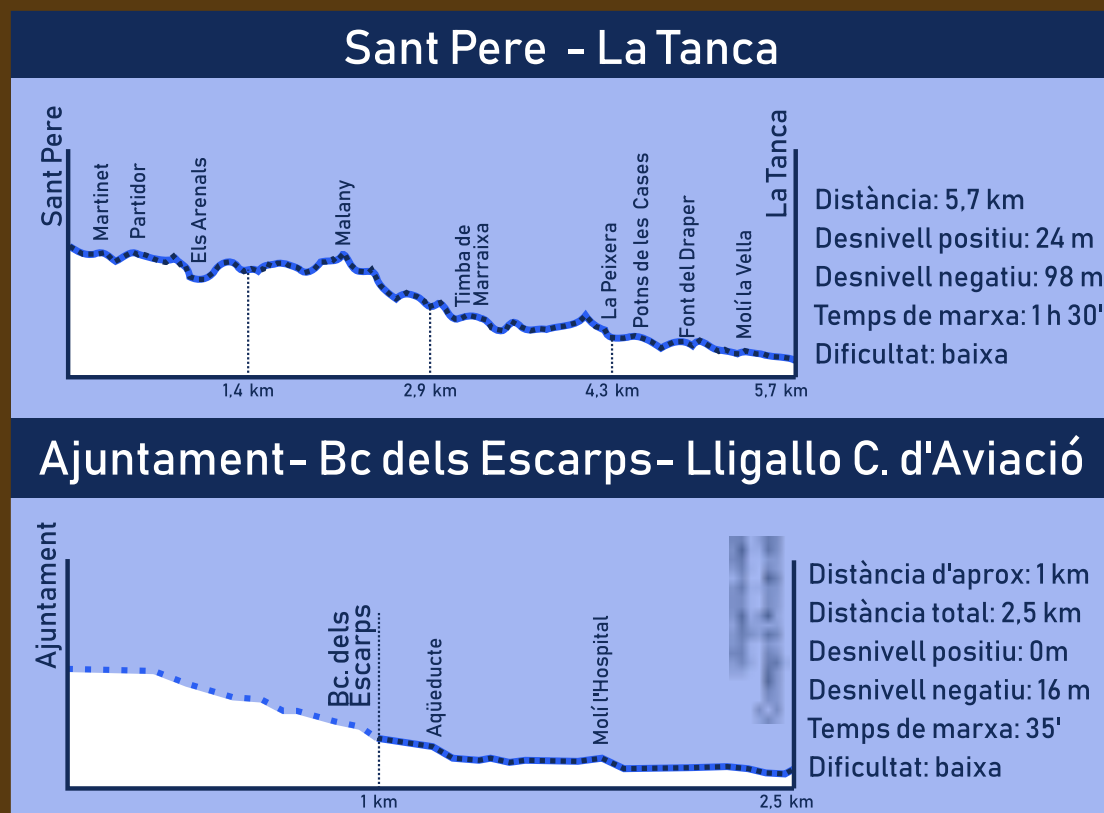 Sant Pere - La Tanca
Sant Pere
Martinet
Partidor
Els Arenals
Malany
Timba de
Marraixa
La Peixera
Potns de les Cases
Font del Draper
Molí la Vella
La Tanca
1,4 km
2,9 km
4,3 km
5,7 km
Distància: 5,7 km
Desnivell positiu: 24 m
Desnivell negatiu: 98 m
Temps de marxa: 1 h 30'
Dificultat: baixa
Ajuntament- Bc dels Escarps- Lligallo C. d'Aviació
Ajuntament
Bc. dels
Escarps
Aqüeducte
Molí l'Hospital
1 km
2,5 km
Distància d'aprox: 1 km
Distància total: 2,5 km
Desnivell positiu: 0m
Desnivell negatiu: 16 m
Temps de marxa: 35'
Dificultat: baixa